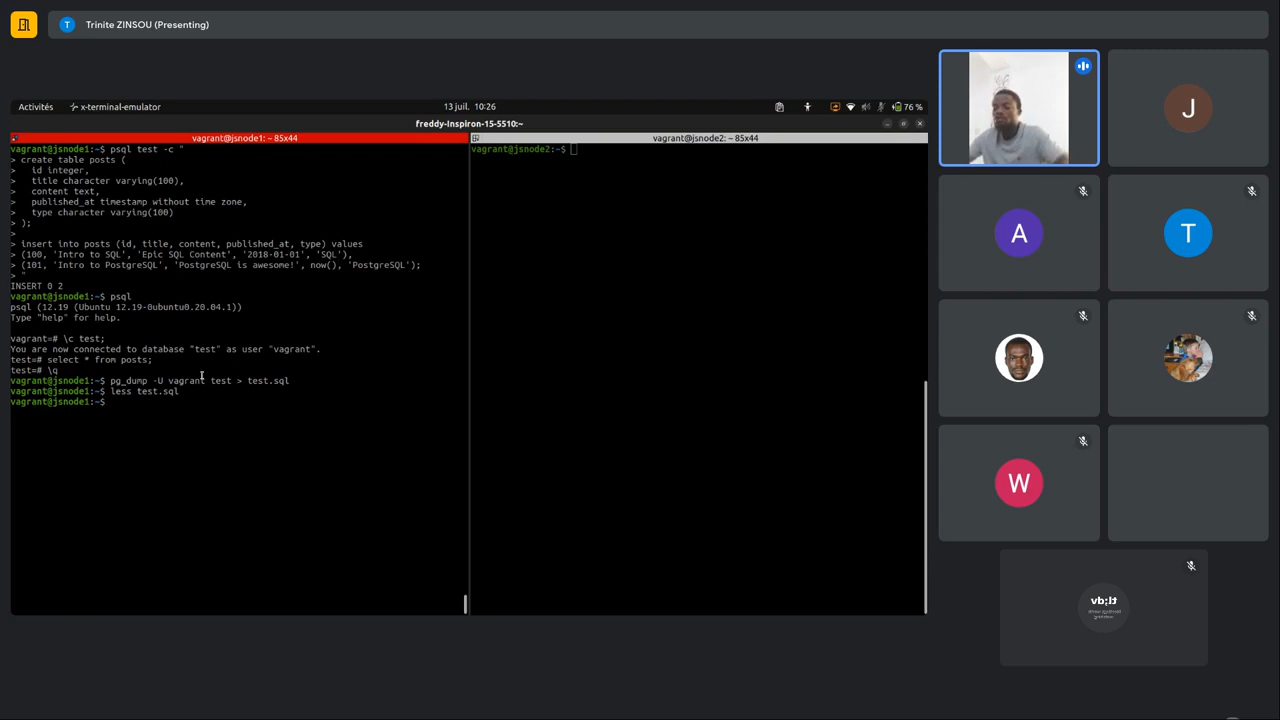 T Trinite ZINSOU (Presenting)
Activités x-terminal-emulator 13 juil. 10:26 76 %
freddy-Inspiron-15-5510:~
vagrant@jsnode1: ~ 85x44
vagrant@jsnode1:~$ psql test -c "
> create table posts (
>   id integer,
>   title character varying(100),
>   content text,
>   published_at timestamp without time zone,
>   type character varying(100)
> );
>
> insert into posts (id, title, content, published_at, type) values
> (100, 'Intro to SQL', 'Epic SQL Content', '2018-01-01', 'SQL'),
> (101, 'Intro to PostgreSQL', 'PostgreSQL is awesome!', now(), 'PostgreSQL');
> "
INSERT 0 2
vagrant@jsnode1:~$ psql
psql (12.19 (Ubuntu 12.19-0ubuntu0.20.04.1))
Type "help" for help.
vagrant=# \c test;
You are now connected to database "test" as user "vagrant".
test=# select * from posts;
test=# \q
vagrant@jsnode1:~$ pg_dump -U vagrant test > test.sql
vagrant@jsnode1:~$ less test.sql
vagrant@jsnode1:~$
vagrant@jsnode2: ~ 85x44
vagrant@jsnode2:~$
J
A
T
W